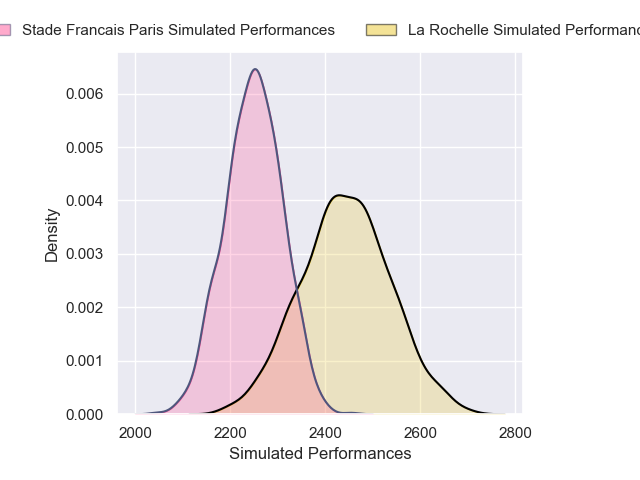 Stade Francais Paris Simulated Performances
La Rochelle Simulated
0.006
0.005
0.004
0.003
0.002
0.001
0.000
Density
2000 2200 2400 2600 2800
Simulated Performances